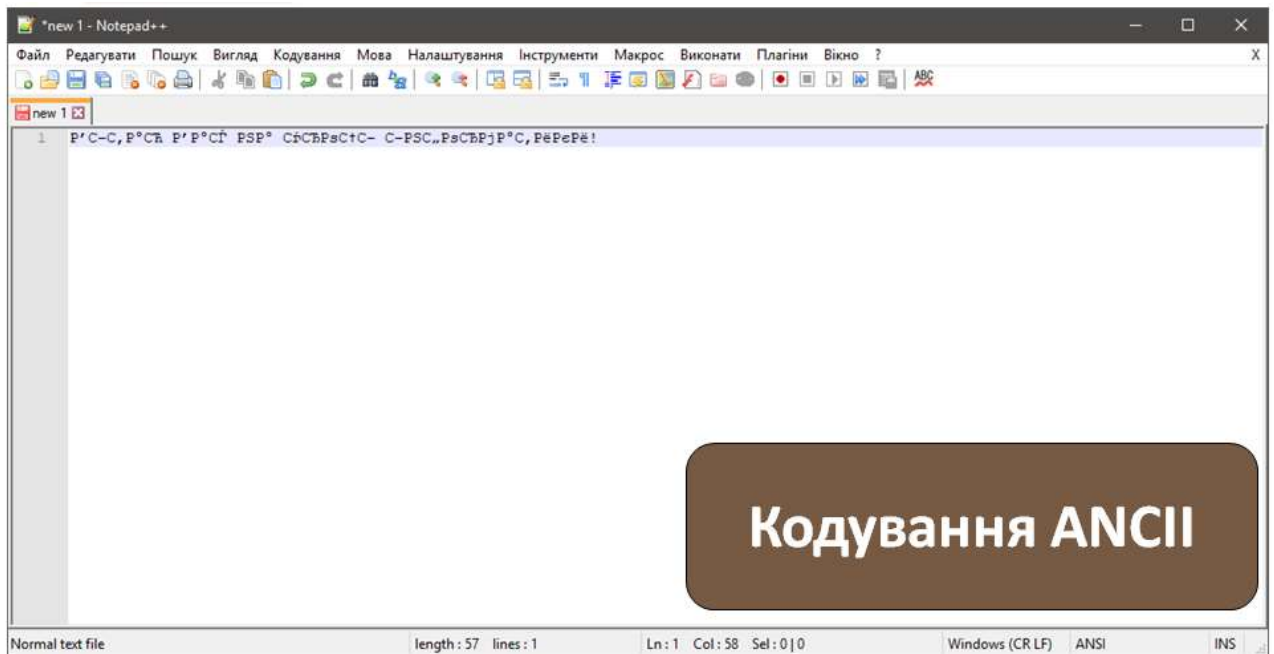 *new 1 - Notepad++
Файл Редагувати Пошук Вигляд Кодування Мова Налаштування Інструменти Макрос Виконати Плагіни Вікно ? X
ABC
new 1
1 Р’С–С‚Р°СЋ Р’Р°СЃ РЅР° СѓСЂРѕС†С– С–РЅС„РѕСЂРјР°С‚РёРєРё!
Кодування ANCII
Normal text file length : 57 lines : 1 Ln : 1 Col : 58 Sel : 0 | 0 Windows (CR LF) ANSI INS